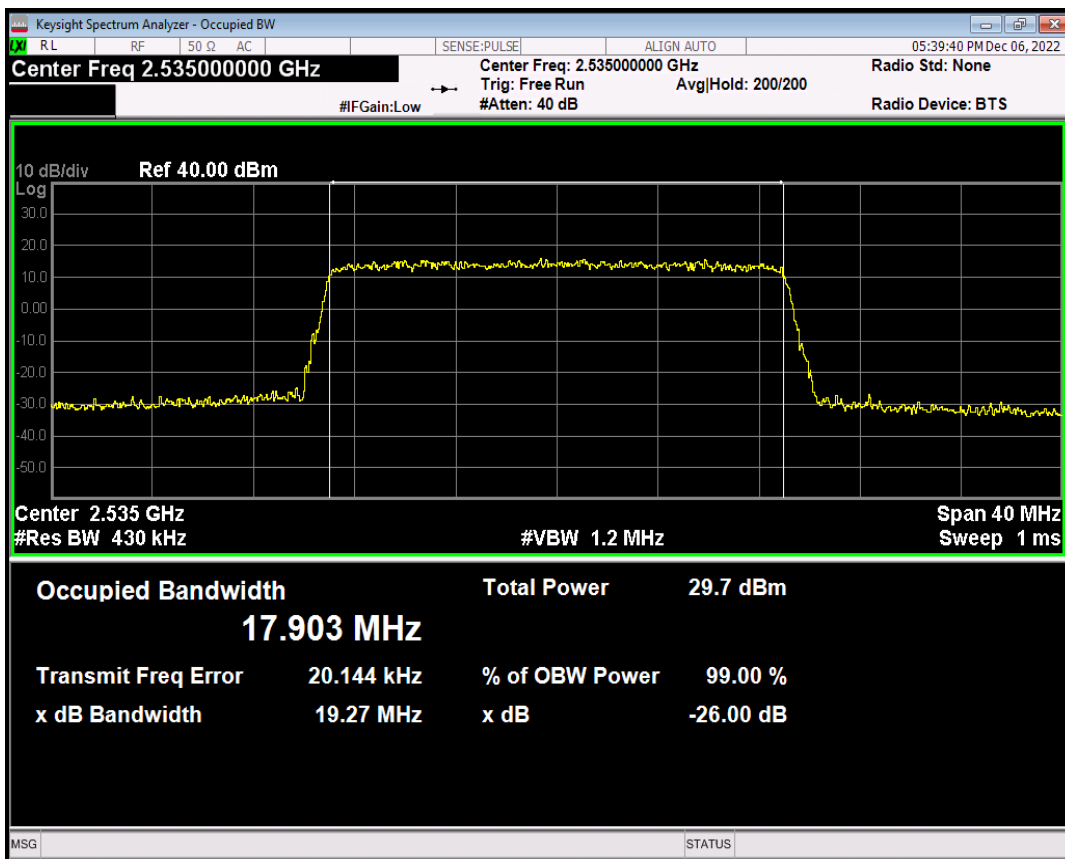 Keysight Spectrum Analyzer - Occupied BW
LXI RL RF 50 Ω AC SENSE:PULSE ALIGN AUTO 05:39:40 PM Dec 06, 2022
Center Freq 2.535000000 GHz Center Freq: 2.535000000 GHz Radio Std: None
Trig: Free Run Avg|Hold: 200/200
#IFGain:Low #Atten: 40 dB Radio Device: BTS
10 dB/div Ref 40.00 dBm
Log
30.0
20.0
10.0
0.00
-10.0
-20.0
-30.0
-40.0
-50.0
Center 2.535 GHz Span 40 MHz
#Res BW 430 kHz #VBW 1.2 MHz Sweep 1 ms
Occupied Bandwidth Total Power 29.7 dBm
17.903 MHz
Transmit Freq Error 20.144 kHz % of OBW Power 99.00 %
x dB Bandwidth 19.27 MHz x dB -26.00 dB
MSG STATUS